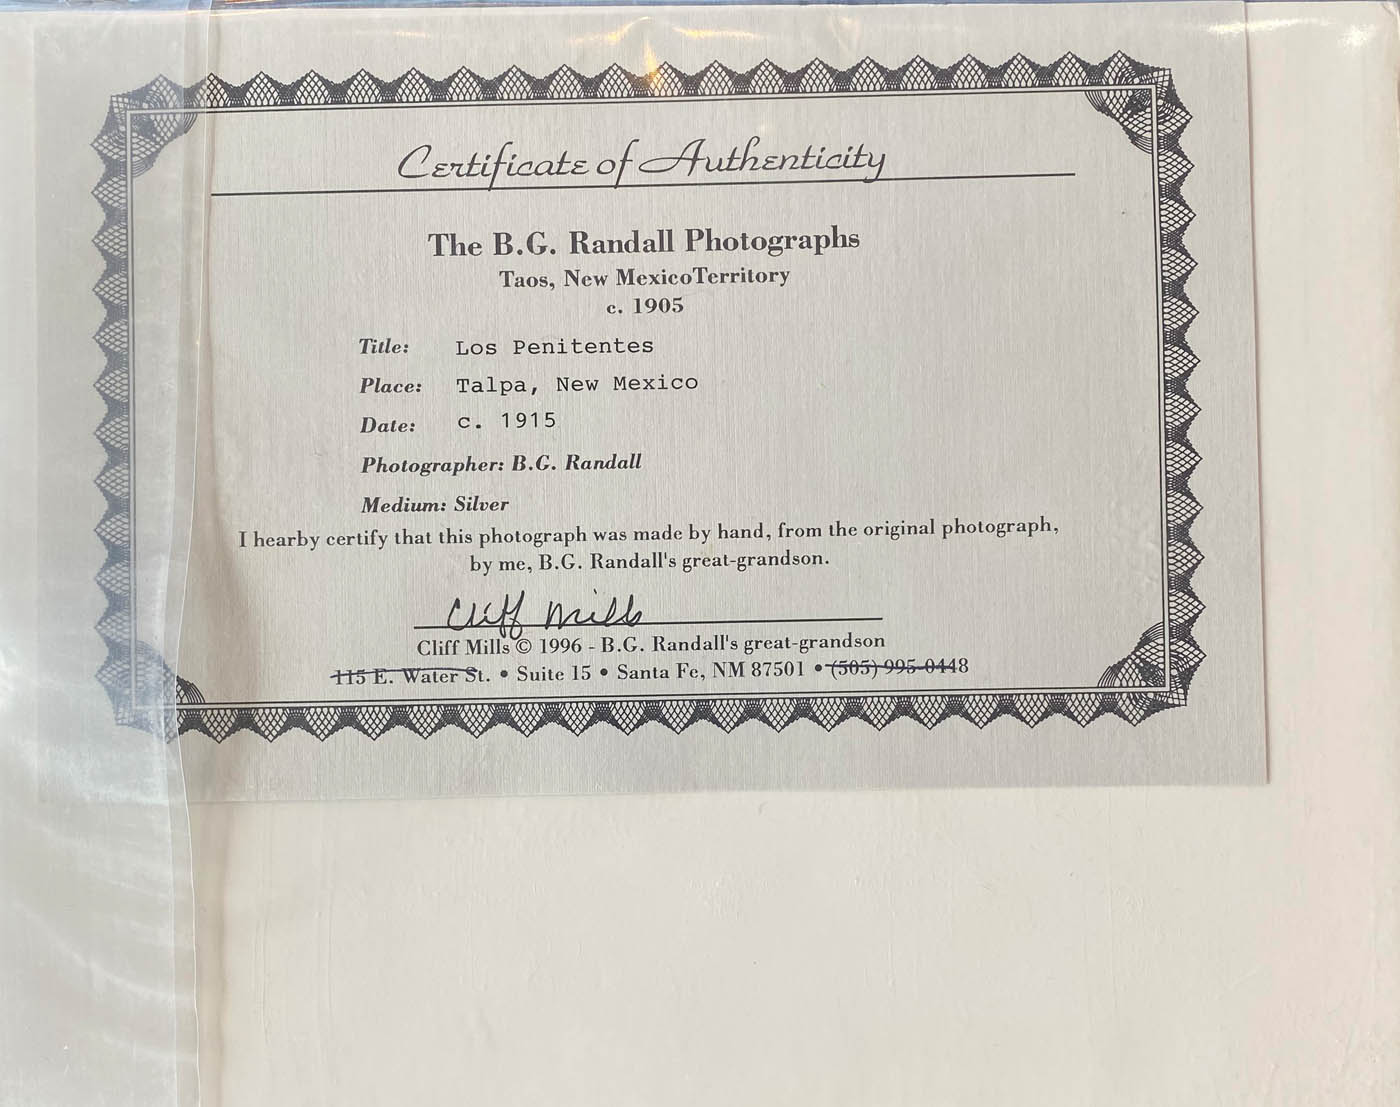 Certificate of Authenticity
The B.G. Randall Photographs
Taos, New MexicoTerritory
c. 1905
Title: Los Penitentes
Place: Talpa, New Mexico
Date: c. 1915
Photographer: B.G. Randall
Medium: Silver
I hearby certify that this photograph was made by hand, from the original photograph,
by me, B.G. Randall's great-grandson.
Cliff Mills
Cliff Mills © 1996 - B.G. Randall's great-grandson
115 E. Water St. • Suite 15 • Santa Fe, NM 87501 • (505) 995-0448